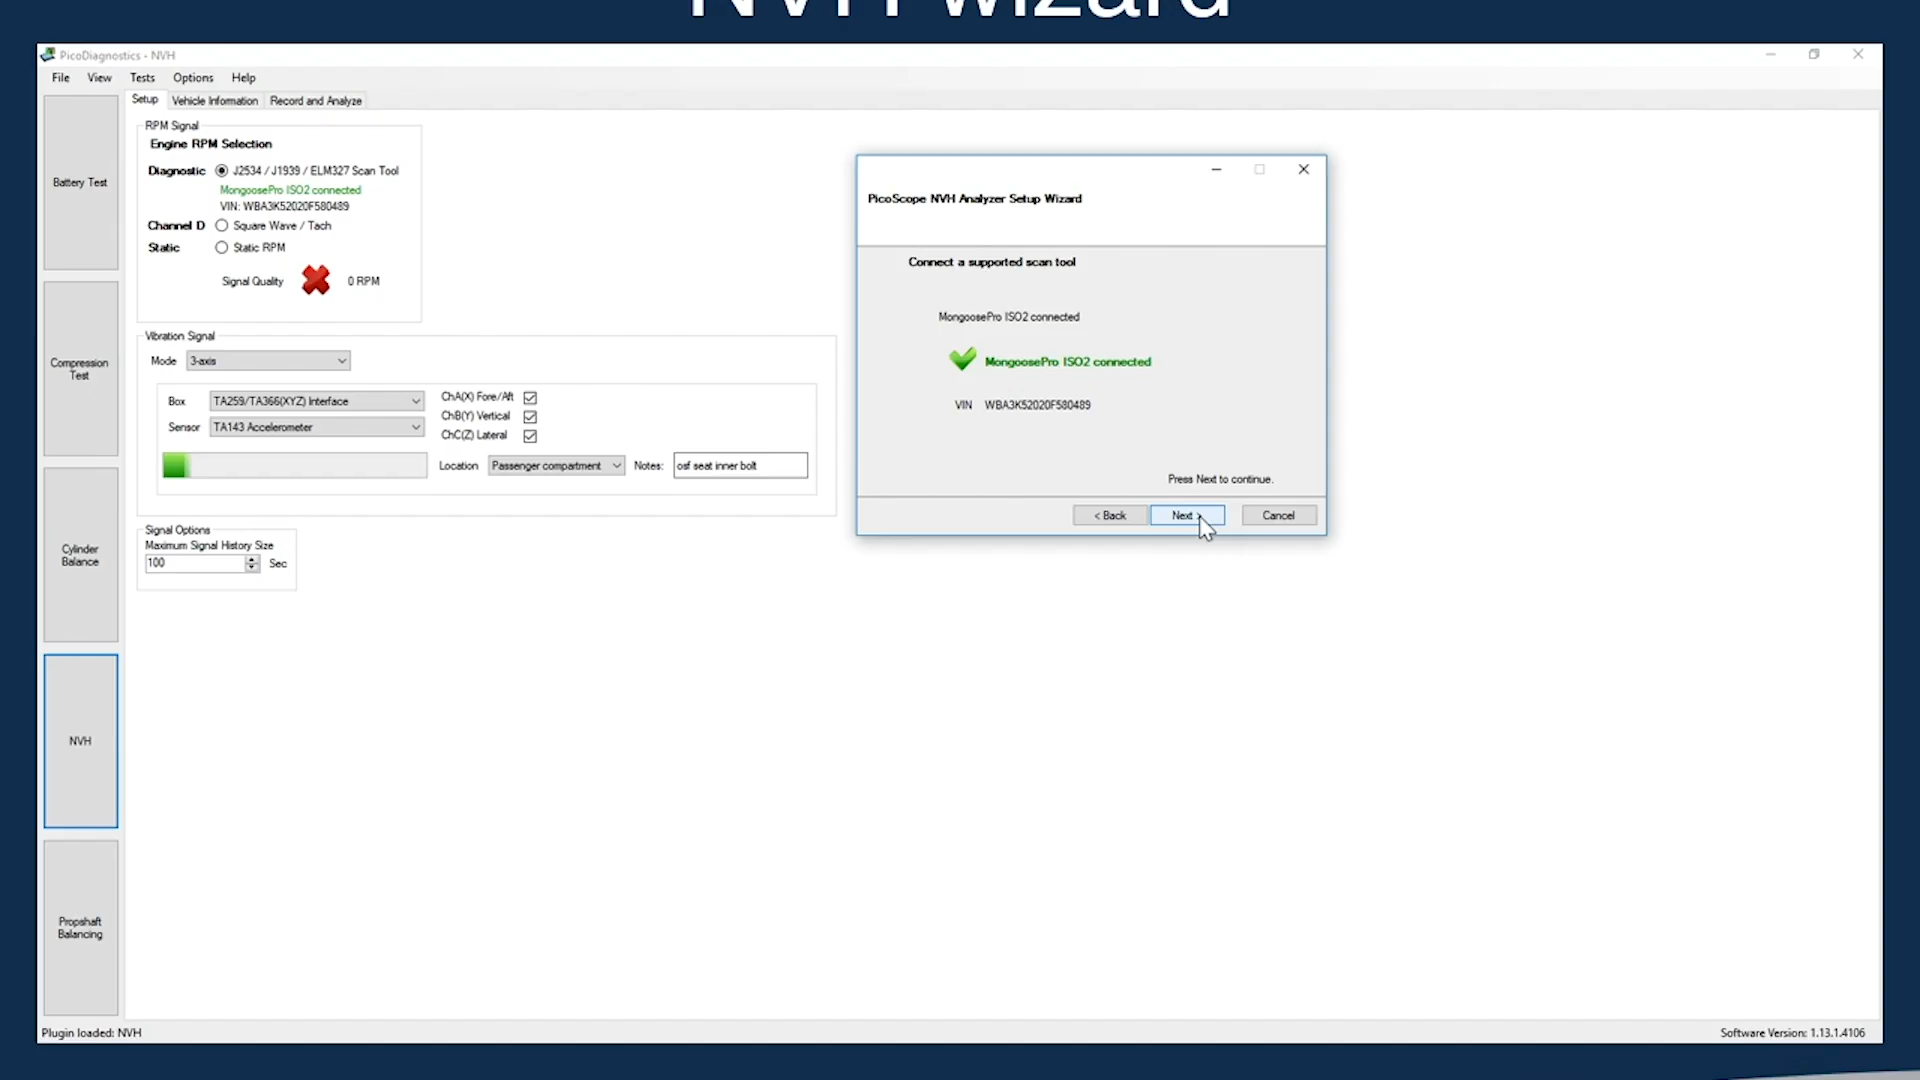 NVH wizard
PicoDiagnostics - NVH
File View Tests Options Help
Setup Vehicle Information Record and Analyze
Battery Test
Compression
Test
Cylinder
Balance
NVH
Propshaft
Balancing
RPM Signal
Engine RPM Selection
Diagnostic J2534 / J1939 / ELM327 Scan Tool
MongoosePro ISO2 connected
VIN: WBA3K52020F580489
Channel D Square Wave / Tach
Static Static RPM
Signal Quality 0 RPM
Vibration Signal
Mode 3-axis
Box TA259/TA366(XYZ) Interface
Sensor TA143 Accelerometer
ChA(X) Fore/Aft
ChB(Y) Vertical
ChC(Z) Lateral
Location Passenger compartment Notes: osf seat inner bolt
Signal Options
Maximum Signal History Size
100 Sec
PicoScope NVH Analyzer Setup Wizard
Connect a supported scan tool
MongoosePro ISO2 connected
MongoosePro ISO2 connected
VIN WBA3K52020F580489
Press Next to continue.
< Back Next > Cancel
Plugin loaded: NVH
Software Version: 1.13.1.4106